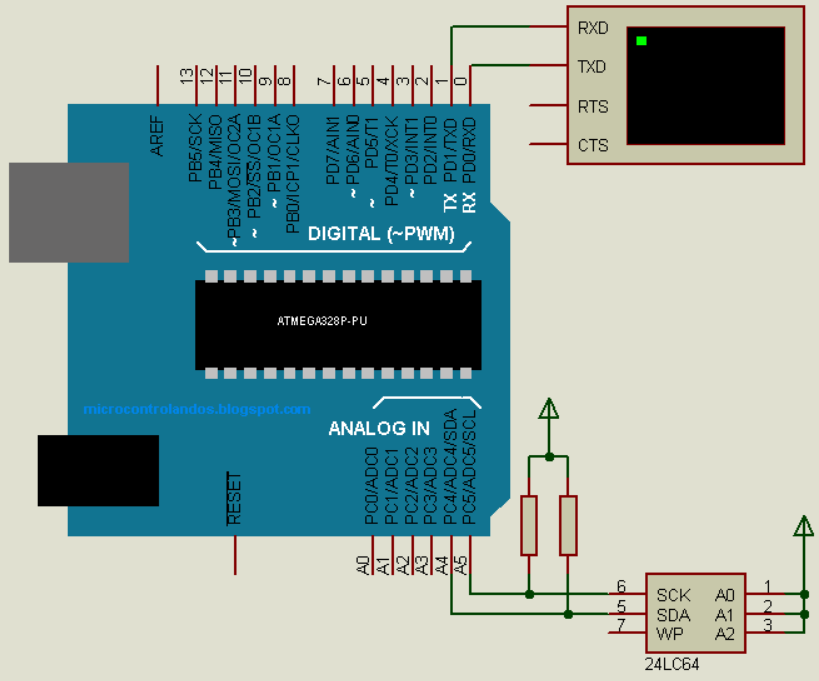 RXD
TXD
RTS
CTS
13
12
11
10
9
8
7
6
5
4
3
2
1
0
AREF
PB5/SCK
PB4/MISO
~PB3/MOSI/OC2A
~PB2/SS/OC1B
~PB1/OC1A
PB0/ICP1/CLKO
PD7/AIN1
~PD6/AIN0
~PD5/T1
PD4/T0/XCK
~PD3/INT1
PD2/INT0
PD1/TXD
PD0/RXD
TX
RX
DIGITAL (~PWM)
ATMEGA328P-PU
microcontrolandos.blogspot.com
ANALOG IN
RESET
PC0/ADC0
PC1/ADC1
PC2/ADC2
PC3/ADC3
PC4/ADC4/SDA
PC5/ADC5/SCL
A0
A1
A2
A3
A4
A5
6 SCK A0 1
5 SDA A1 2
7 WP A2 3
24LC64